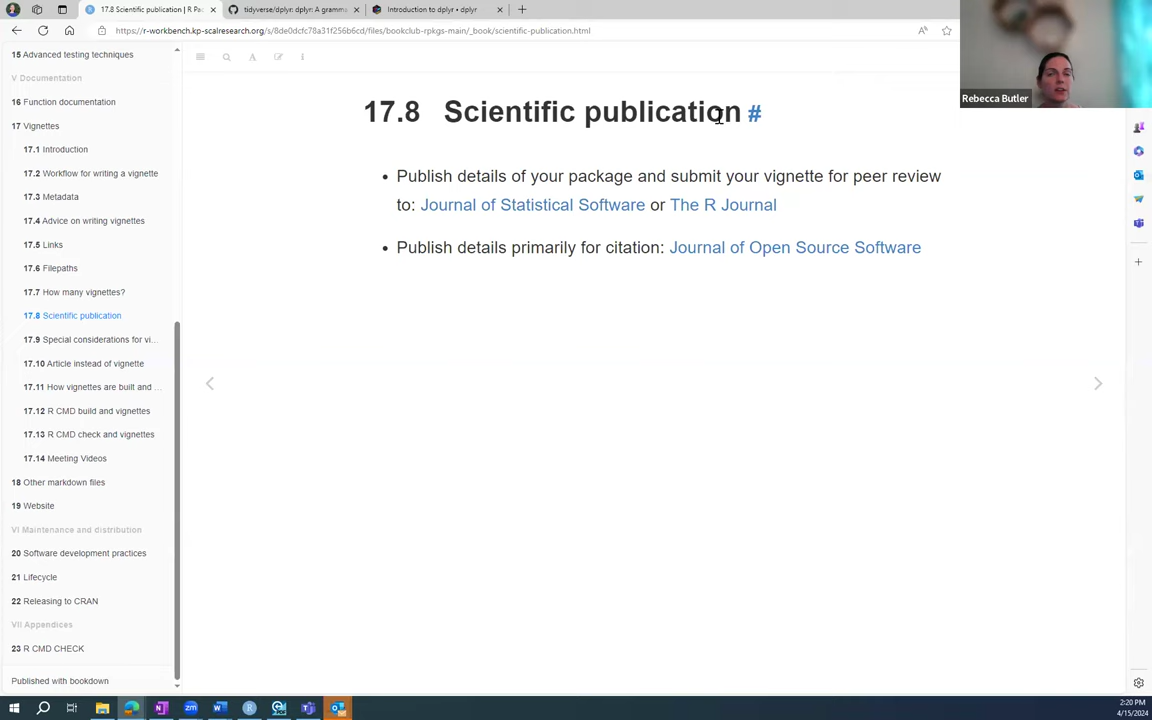 17.8 Scientific publication | R Pac
tidyverse/dplyr: dplyr: A gramma
Introduction to dplyr • dplyr
https://r-workbench.kp-scalresearch.org/s/8de0dcfc78a31f256b6cd/files/bookclub-rpkgs-main/_book/scientific-publication.html
Rebecca Butler
15 Advanced testing techniques
V Documentation
16 Function documentation
17 Vignettes
17.1 Introduction
17.2 Workflow for writing a vignette
17.3 Metadata
17.4 Advice on writing vignettes
17.5 Links
17.6 Filepaths
17.7 How many vignettes?
17.8 Scientific publication
17.9 Special considerations for vi...
17.10 Article instead of vignette
17.11 How vignettes are built and ...
17.12 R CMD build and vignettes
17.13 R CMD check and vignettes
17.14 Meeting Videos
18 Other markdown files
19 Website
VI Maintenance and distribution
20 Software development practices
21 Lifecycle
22 Releasing to CRAN
VII Appendices
23 R CMD CHECK
Published with bookdown
17.8 Scientific publication #
• Publish details of your package and submit your vignette for peer review
to: Journal of Statistical Software or The R Journal
• Publish details primarily for citation: Journal of Open Source Software
2:20 PM
4/15/2024